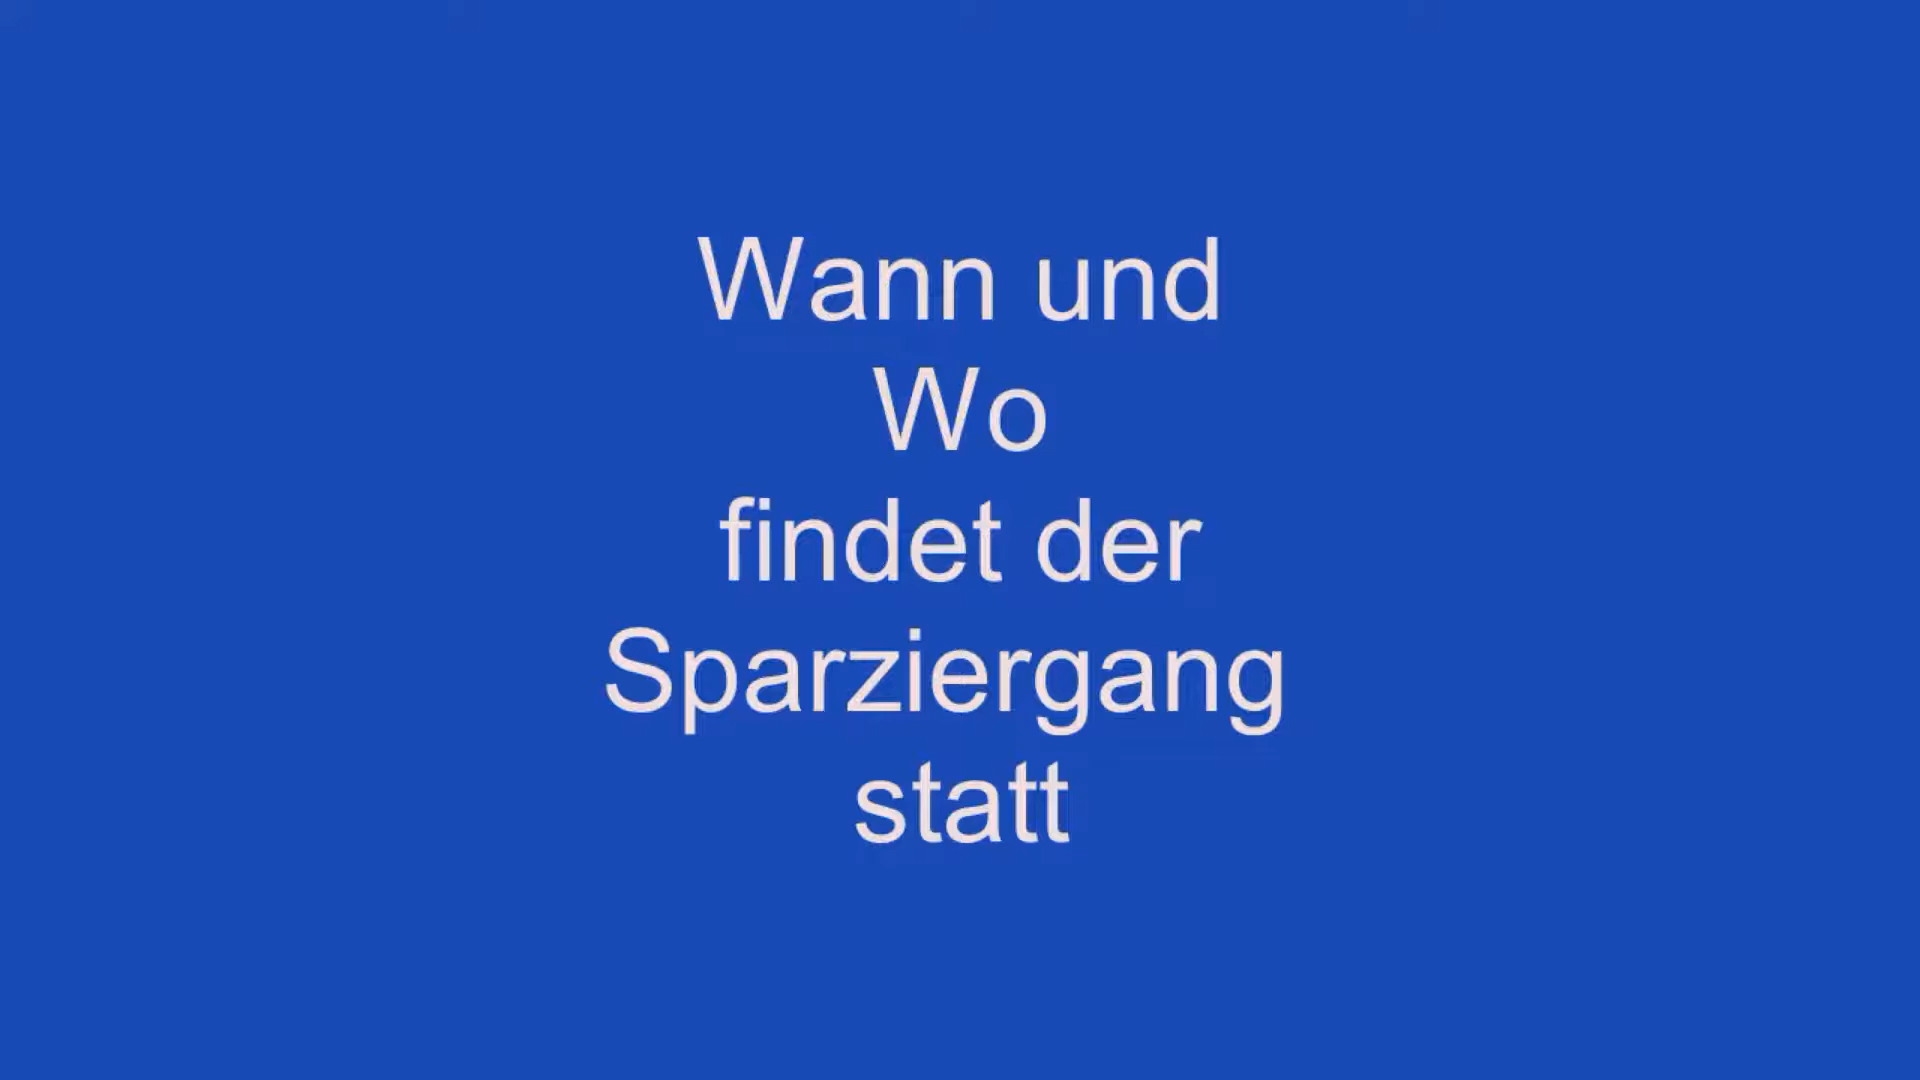 Wann und
Wo
findet der
Sparziergang
statt